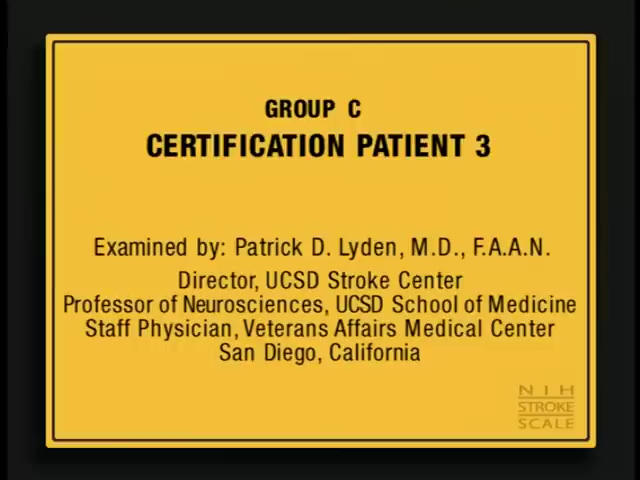 GROUP C
CERTIFICATION PATIENT 3
Examined by: Patrick D. Lyden, M.D., F.A.A.N.
Director, UCSD Stroke Center
Professor of Neurosciences, UCSD School of Medicine
Staff Physician, Veterans Affairs Medical Center
San Diego, California
NIH
STROKE
SCALE